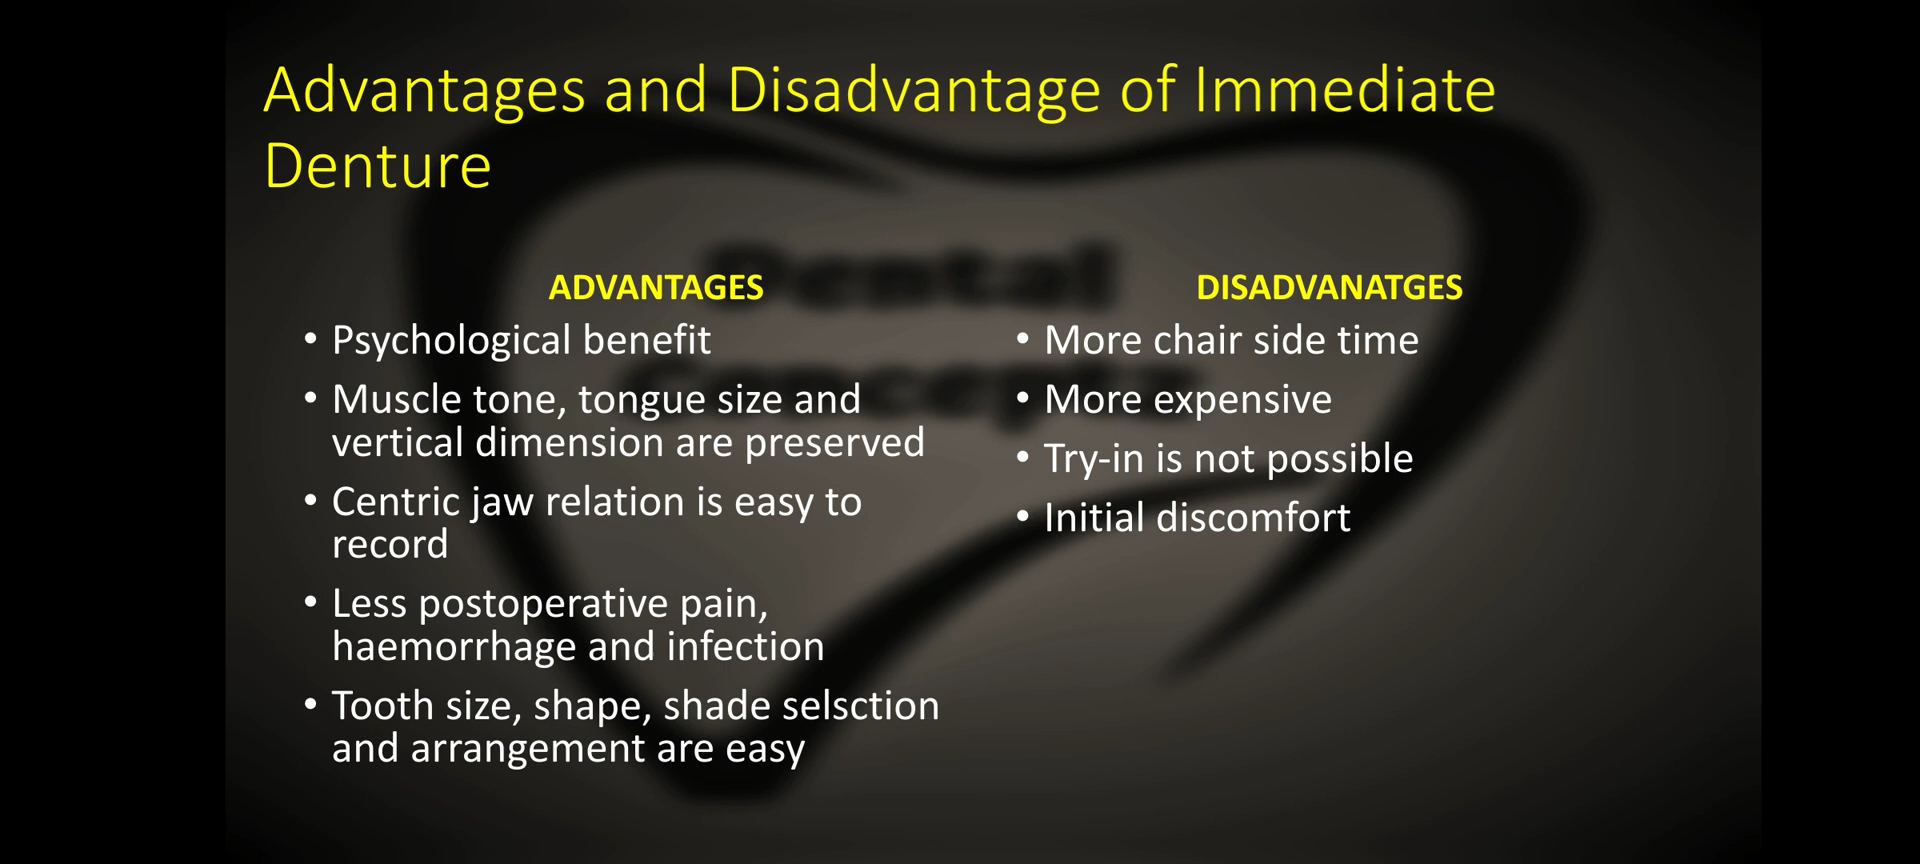 Advantages and Disadvantage of Immediate
Denture
ADVANTAGES
• Psychological benefit
• Muscle tone, tongue size and
vertical dimension are preserved
• Centric jaw relation is easy to
record
• Less postoperative pain,
haemorrhage and infection
• Tooth size, shape, shade selsction
and arrangement are easy
DISADVANATGES
• More chair side time
• More expensive
• Try-in is not possible
• Initial discomfort
Dental
Concepts